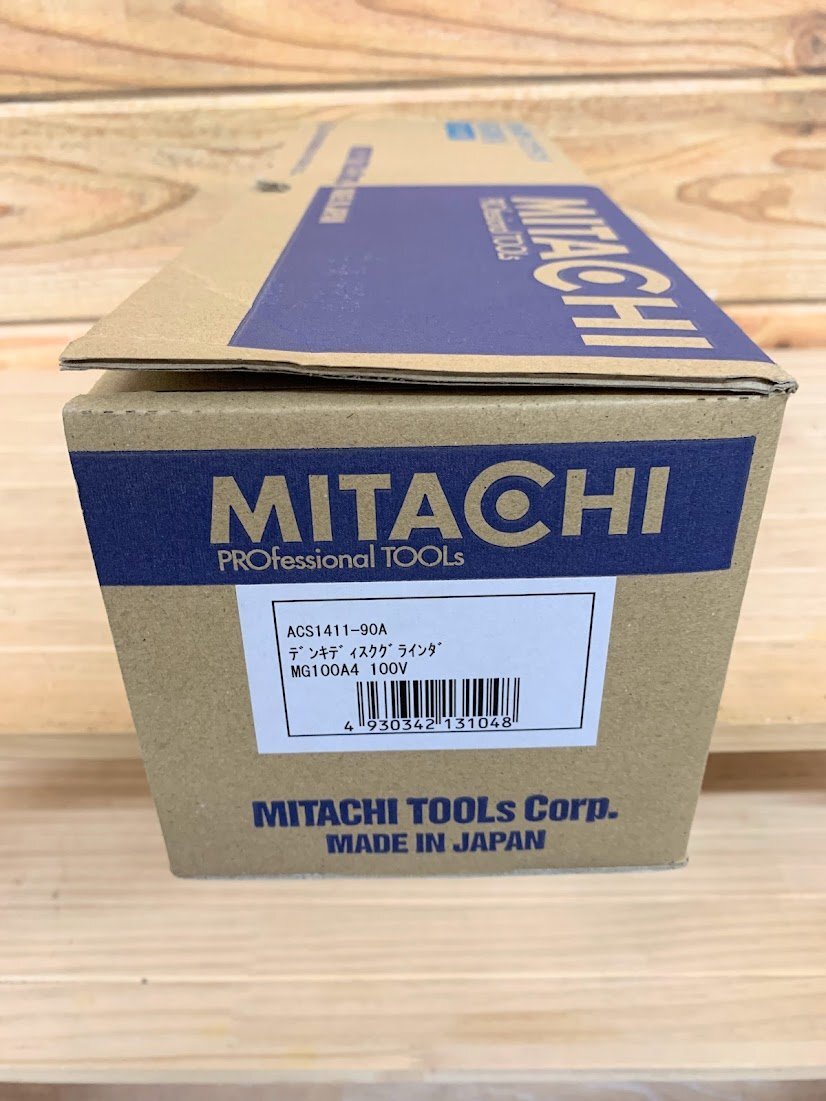 MITACHI
PROfessional TOOLs
MITACHI
PROfessional TOOLs
ACS1411-90A
ﾃﾞﾝｷﾃﾞｨｽｸｸﾞﾗｲﾝﾀﾞ
MG100A4 100V
4 930342 131048
MITACHI TOOLs Corp.
MADE IN JAPAN